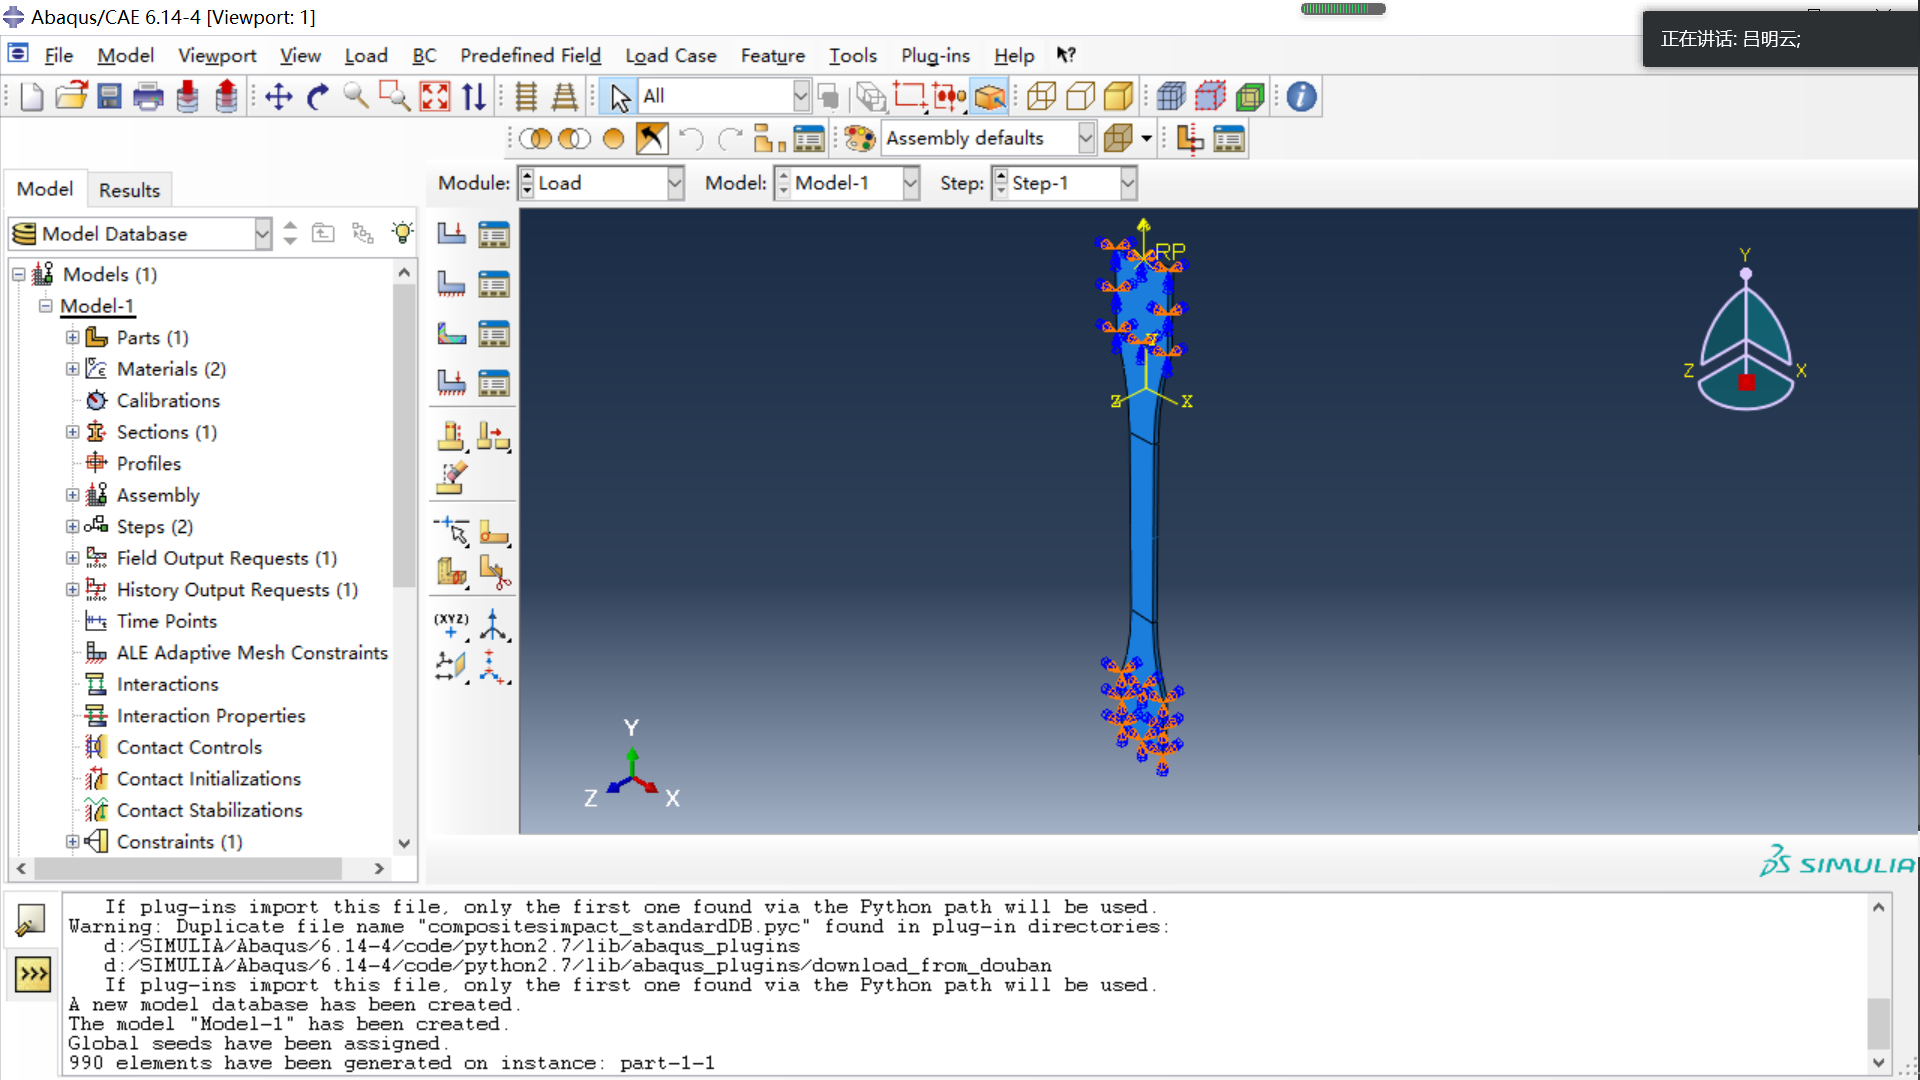 Abaqus/CAE 6.14-4 [Viewport: 1]
正在讲话: 吕明云;
File Model Viewport View Load BC Predefined Field Load Case Feature Tools Plug-ins Help
All
Assembly defaults
Model Results
Module: Load Model: Model-1 Step: Step-1
Model Database
Models (1)
Model-1
Parts (1)
Materials (2)
Calibrations
Sections (1)
Profiles
Assembly
Steps (2)
Field Output Requests (1)
History Output Requests (1)
Time Points
ALE Adaptive Mesh Constraints
Interactions
Interaction Properties
Contact Controls
Contact Initializations
Contact Stabilizations
Constraints (1)
(XYZ)
RP
Y
Z X
Y
Z X
Y
Z X
SIMULIA
If plug-ins import this file, only the first one found via the Python path will be used.
Warning: Duplicate file name "compositesimpact_standardDB.pyc" found in plug-in directories:
d:/SIMULIA/Abaqus/6.14-4/code/python2.7/lib/abaqus_plugins
d:/SIMULIA/Abaqus/6.14-4/code/python2.7/lib/abaqus_plugins/download_from_douban
If plug-ins import this file, only the first one found via the Python path will be used.
A new model database has been created.
The model "Model-1" has been created.
Global seeds have been assigned.
990 elements have been generated on instance: part-1-1